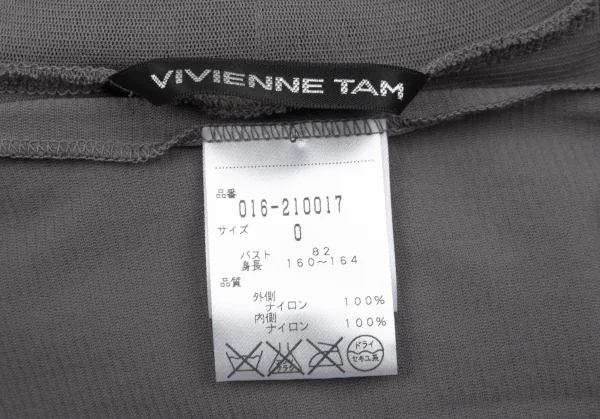 VIVIENNE TAM
品番
016-210017
サイズ 0
バスト 82
身長 160~164
品質
外側
ナイロン 100%
内側
ナイロン 100%
ドライ
セキユ系